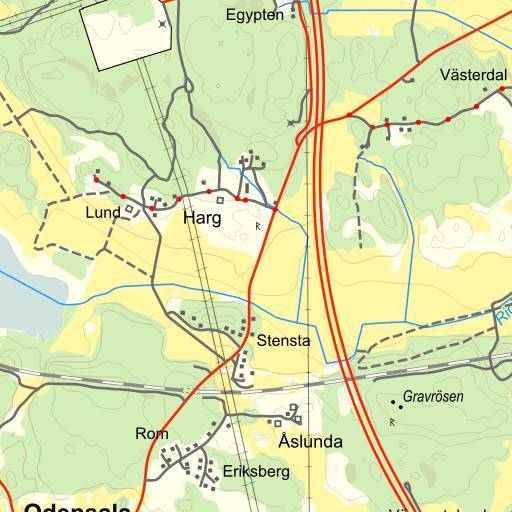 Egypten
Västerdal
Lund
Harg
R
Stensta
Gravrösen
R
Rom
Åslunda
Eriksberg